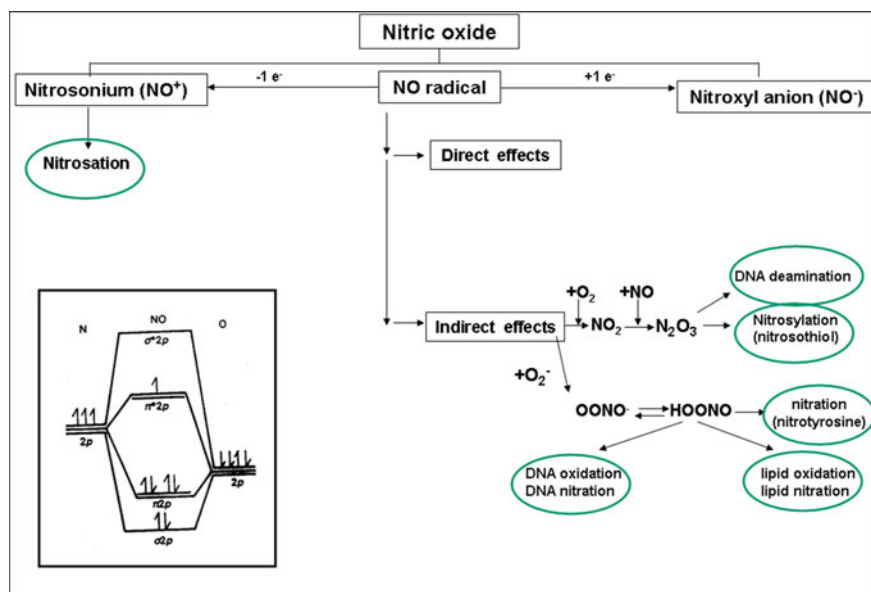 Nitric oxide
-1 e-
+1 e-
Nitrosonium (NO+)
NO radical
Nitroxyl anion (NO-)
Nitrosation
Direct effects
DNA deamination
+O2
+NO
Indirect effects
NO2
N2O3
Nitrosylation
(nitrosothiol)
+O2-
OONO-
HOONO
nitration
(nitrotyrosine)
DNA oxidation
DNA nitration
lipid oxidation
lipid nitration
N
NO
O
σ*2p
π*2p
2p
2p
π2p
σ2p